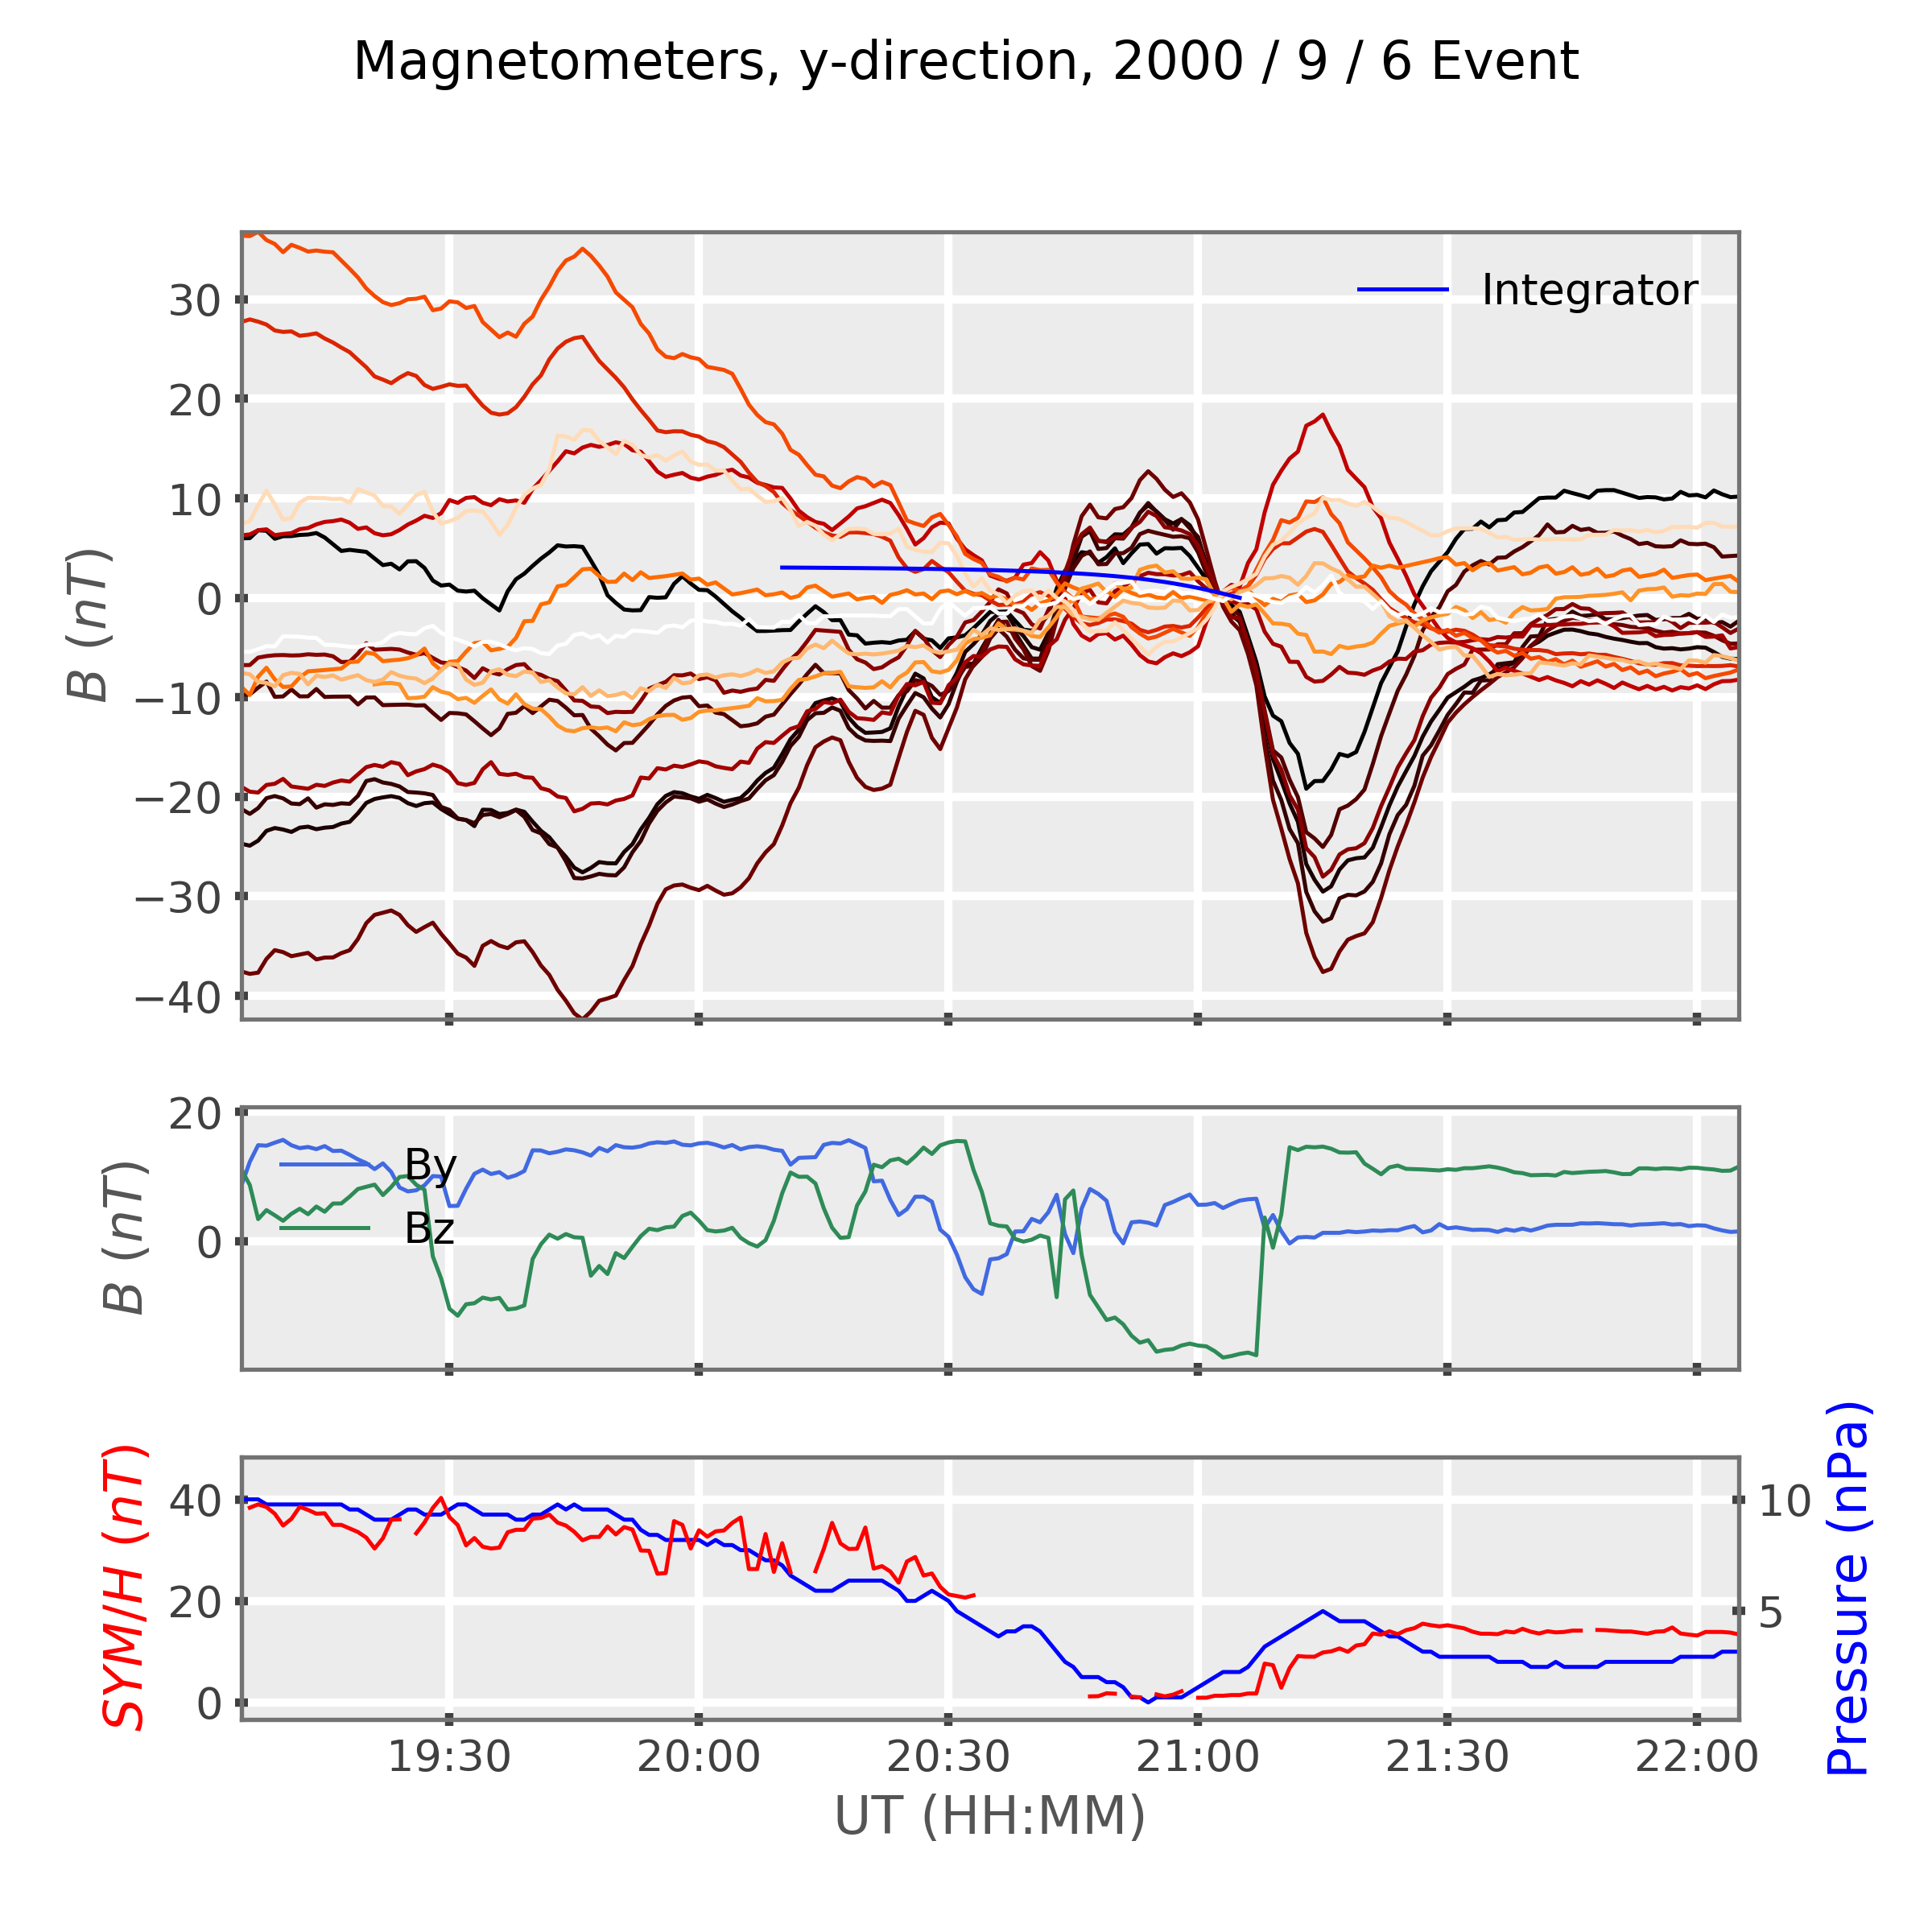 Magnetometers, y-direction, 2000 / 9 / 6 Event
B (nT)
30
20
10
0
−10
−20
−30
−40
Integrator
B (nT)
20
0
By
Bz
SYM/H (nT)
40
20
0
10
5
Pressure (nPa)
19:30 20:00 20:30 21:00 21:30 22:00
UT (HH:MM)